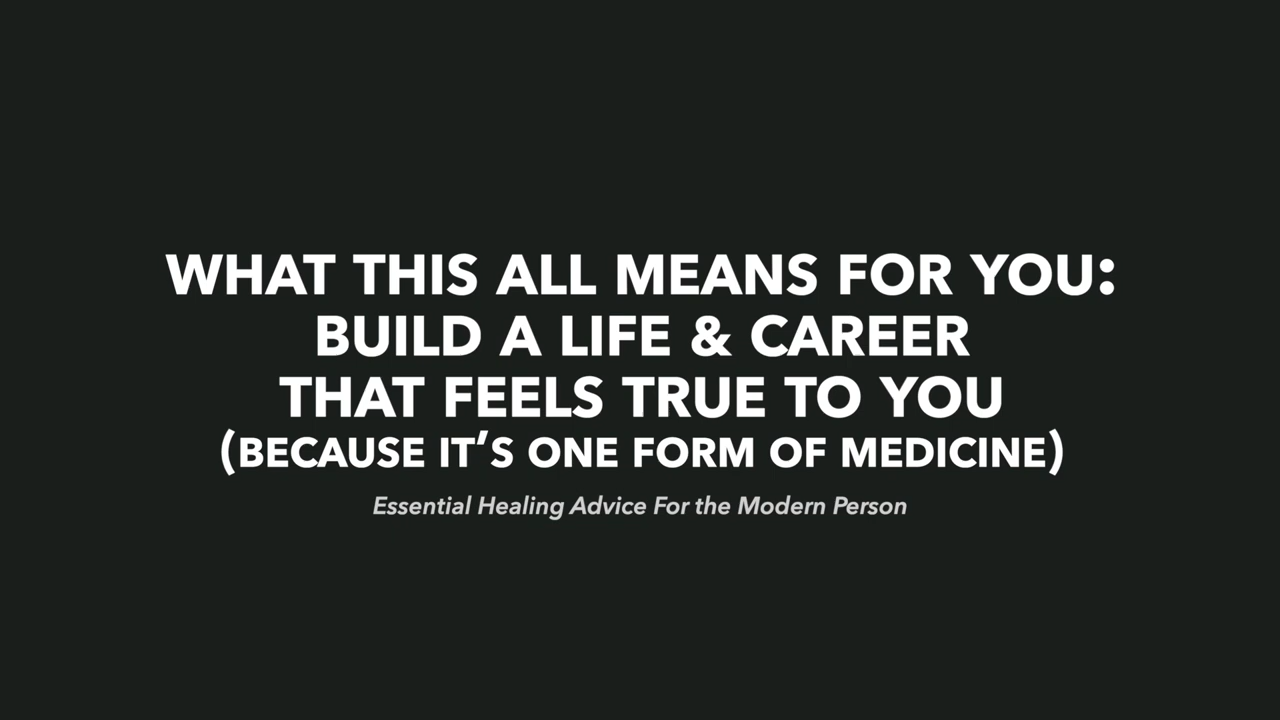 WHAT THIS ALL MEANS FOR YOU:
BUILD A LIFE & CAREER
THAT FEELS TRUE TO YOU
(BECAUSE IT’S ONE FORM OF MEDICINE)
Essential Healing Advice For the Modern Person